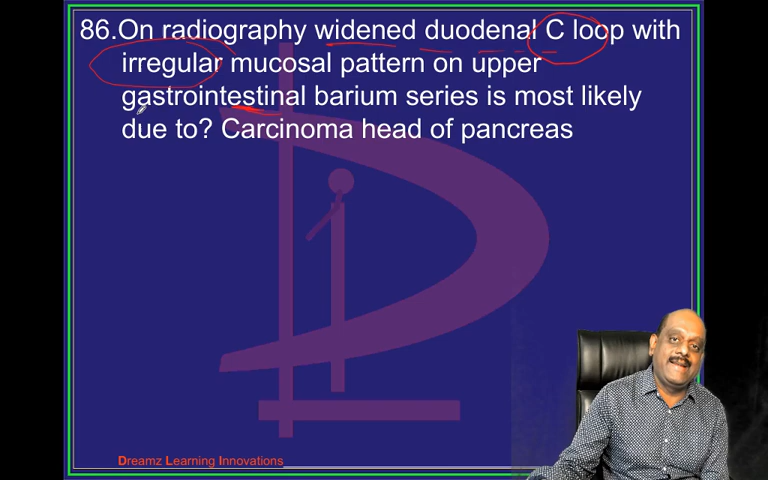 86.On radiography widened duodenal C loop with
irregular mucosal pattern on upper
gastrointestinal barium series is most likely
due to? Carcinoma head of pancreas
Dreamz Learning Innovations